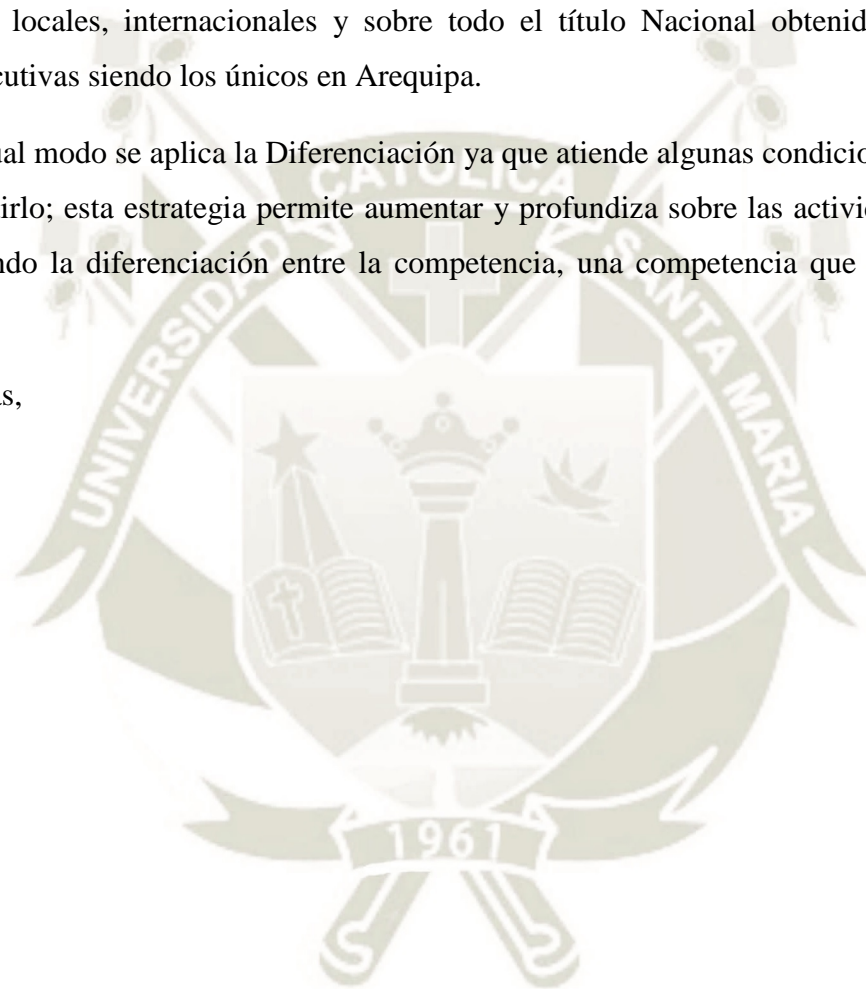 locales, internacionales y sobre todo el título Nacional obtenid
cutivas siendo los únicos en Arequipa.
ual modo se aplica la Diferenciación ya que atiende algunas condicio
irlo; esta estrategia permite aumentar y profundiza sobre las activi
ndo la diferenciación entre la competencia, una competencia que
as,
UNIVERSIDAD CATÓLICA SANTA MARIA
1961